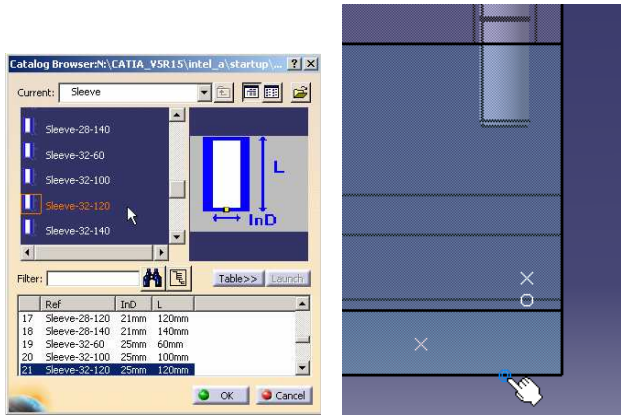 Catalog Browser:N:\CATIA_V5R15\intel_a\startup\...
Current: Sleeve
Sleeve-28-140
Sleeve-32-60
Sleeve-32-100
Sleeve-32-120
Sleeve-32-140
L
InD
Filter: Table>> Launch
Ref InD L
17 Sleeve-28-120 21mm 120mm
18 Sleeve-28-140 21mm 140mm
19 Sleeve-32-60 25mm 60mm
20 Sleeve-32-100 25mm 100mm
21 Sleeve-32-120 25mm 120mm
OK Cancel